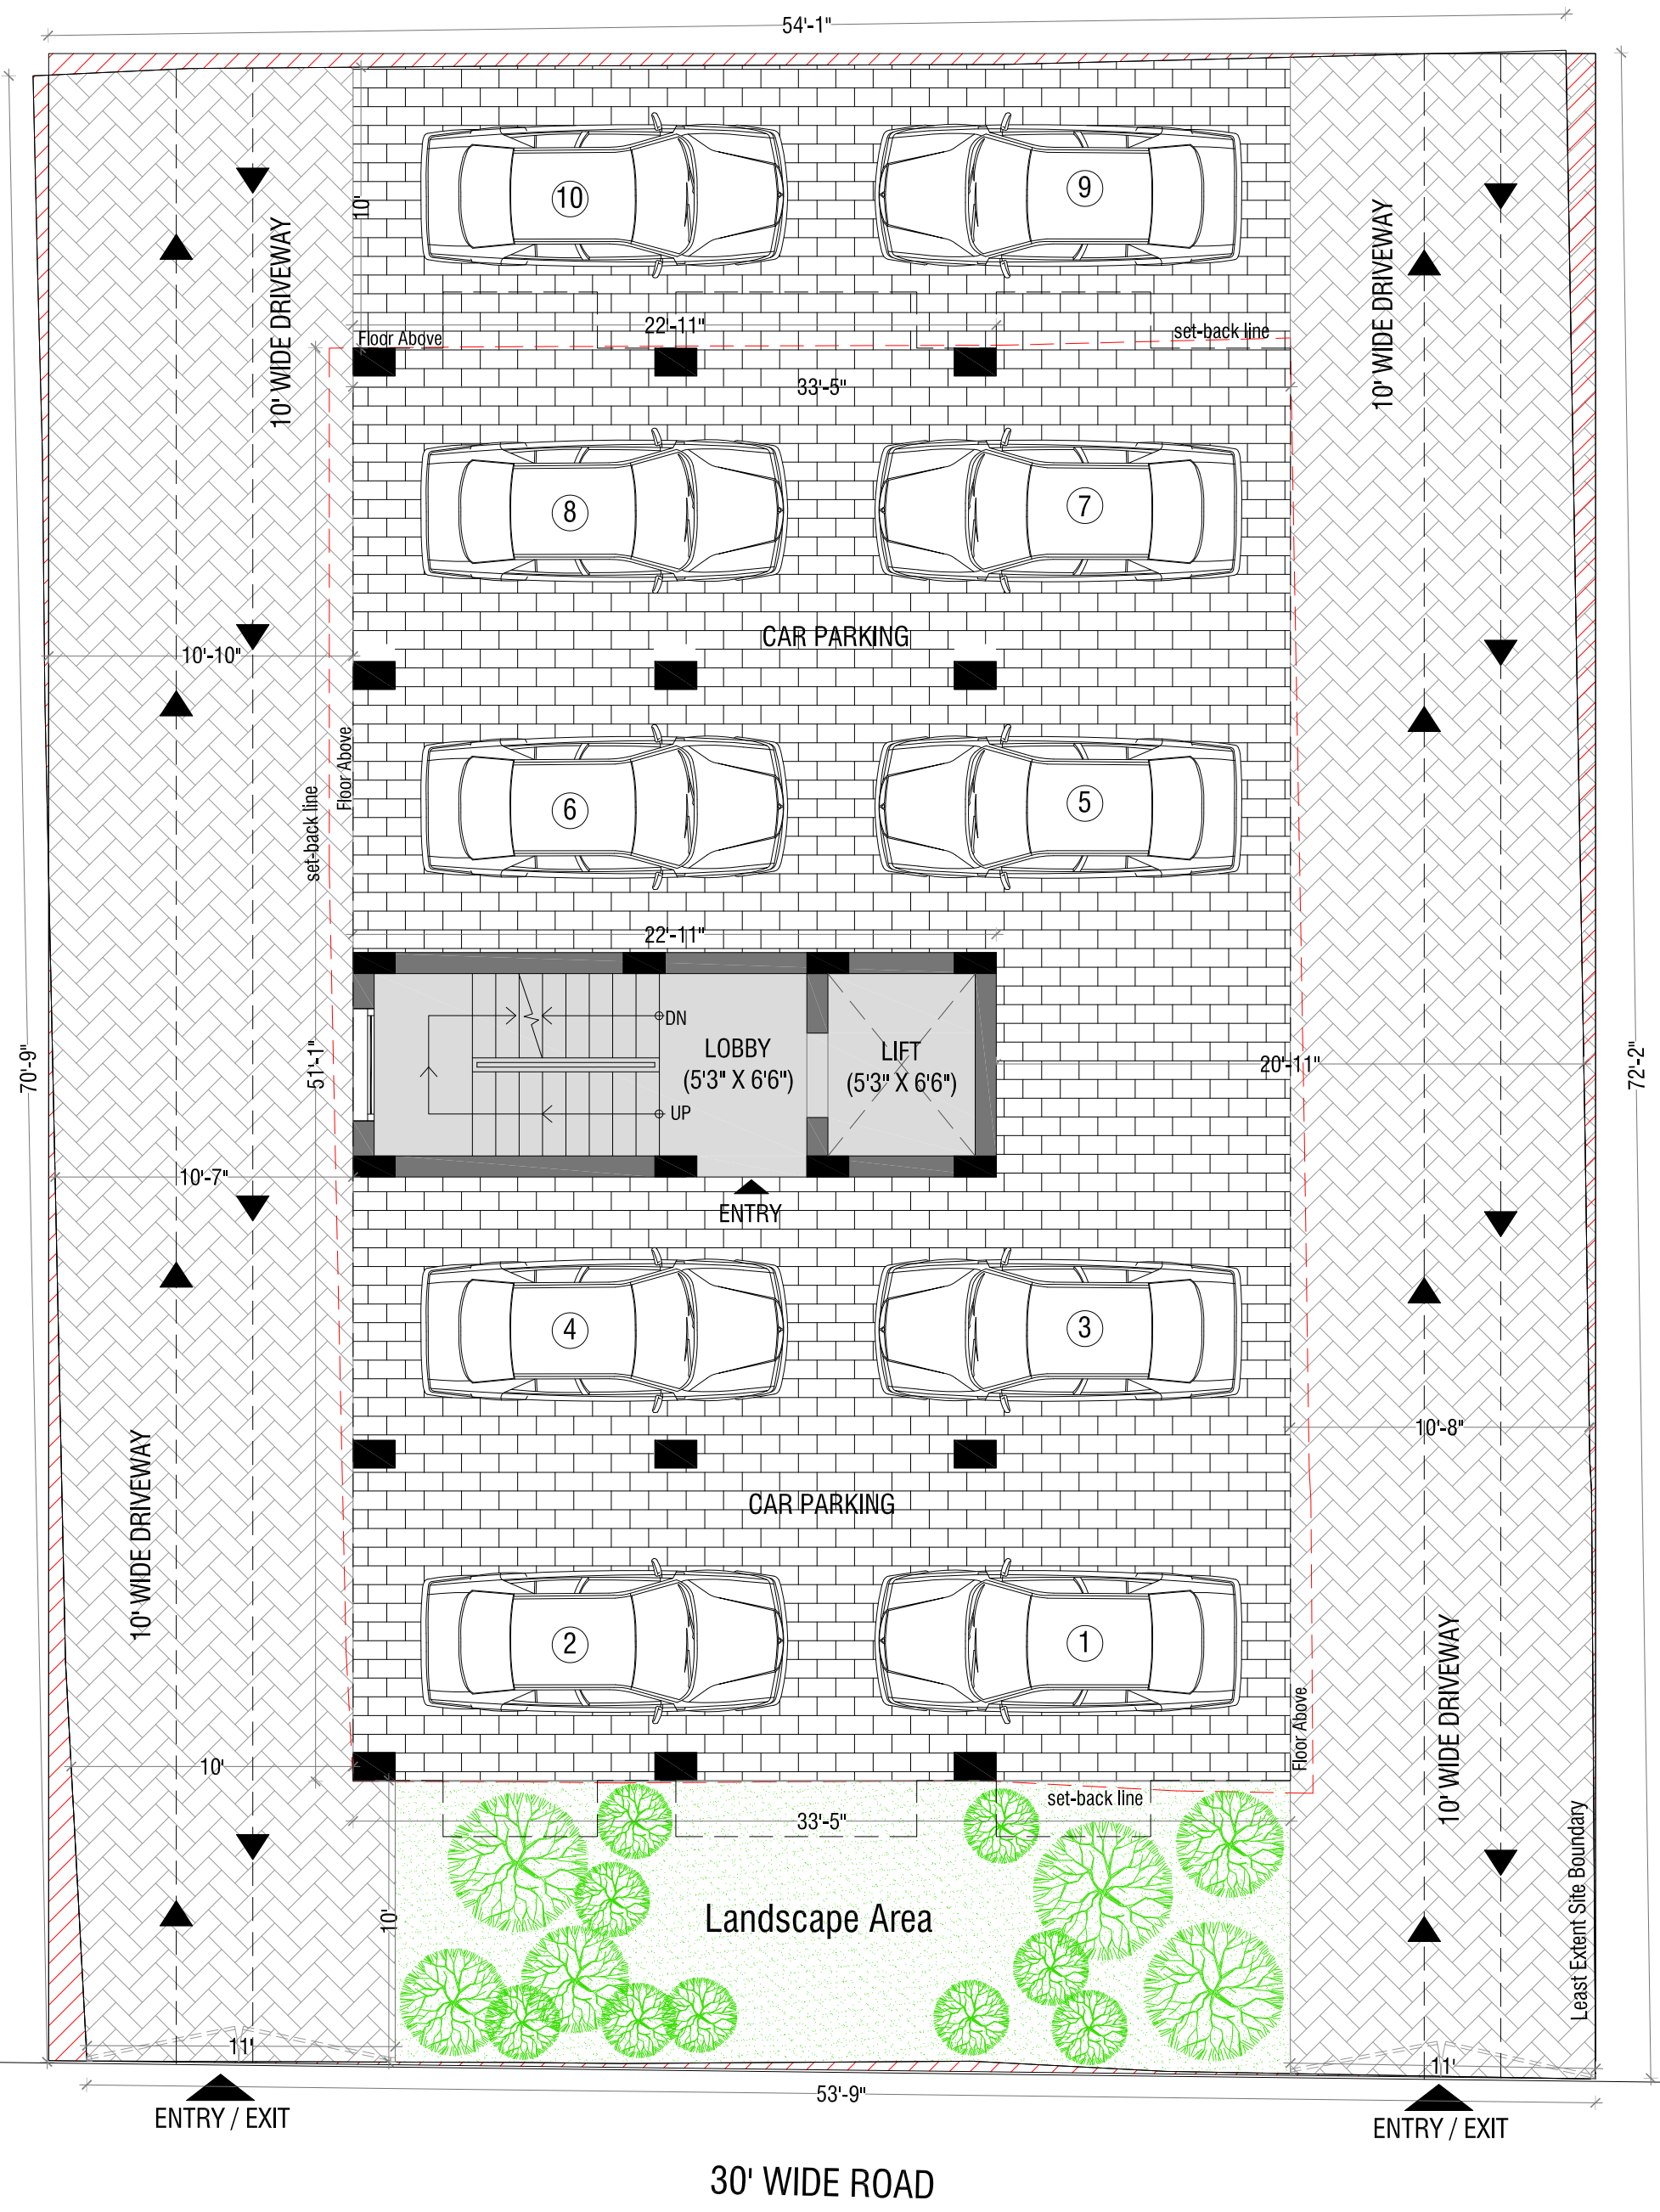 54'-1"
10
9
10'
10' WIDE DRIVEWAY
10' WIDE DRIVEWAY
22'-11"
Floor Above
set-back line
33'-5"
8
7
CAR PARKING
10'-10"
Floor Above
set-back line
6
5
22'-11"
DN
LOBBY
(5'3" X 6'6")
LIFT
(5'3" X 6'6")
UP
70'-9"
51'-1"
20'-11"
72'-2"
10'-7"
ENTRY
4
3
10'-8"
CAR PARKING
10' WIDE DRIVEWAY
2
1
10' WIDE DRIVEWAY
Floor Above
10'
set-back line
33'-5"
10'
Landscape Area
Least Extent Site Boundary
11'
11'
53'-9"
ENTRY / EXIT
ENTRY / EXIT
30' WIDE ROAD